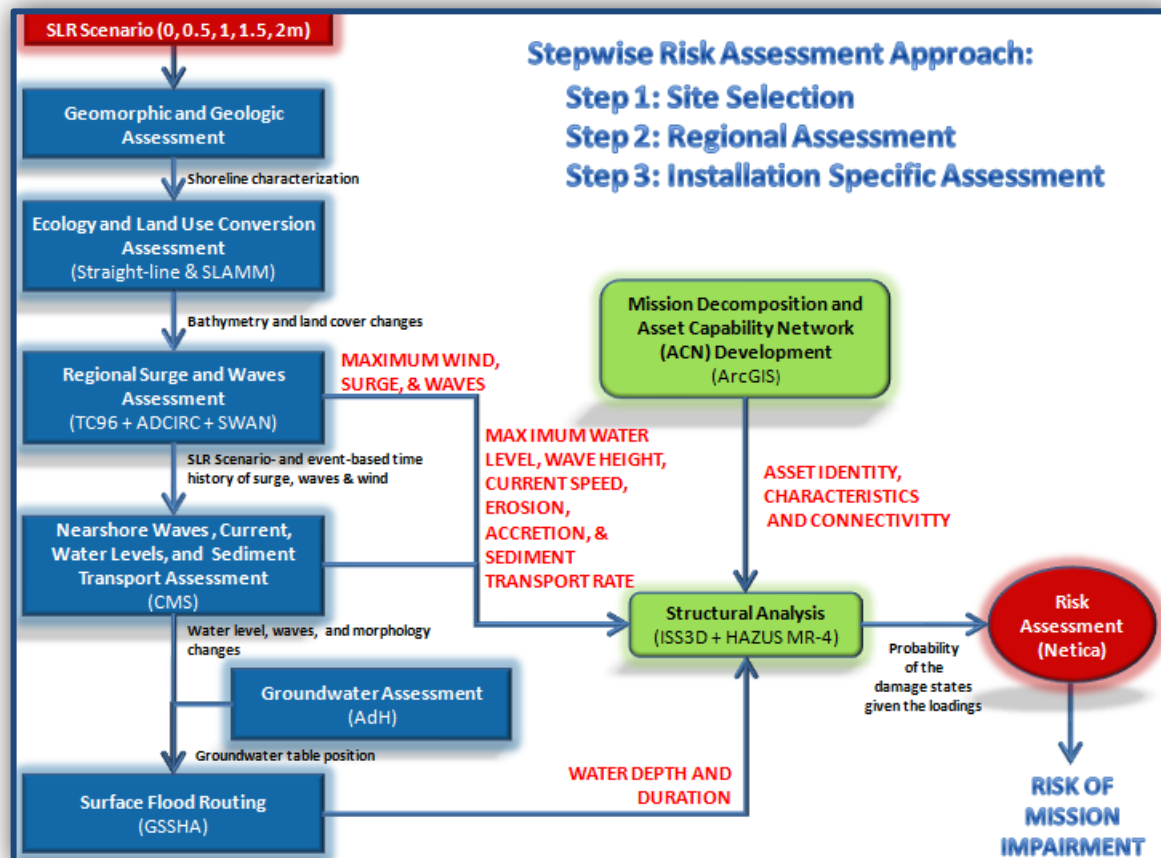 SLR Scenario (0, 0.5, 1, 1.5, 2m)
Stepwise Risk Assessment Approach:
Step 1: Site Selection
Step 2: Regional Assessment
Step 3: Installation Specific Assessment
Geomorphic and Geologic
Assessment
Shoreline characterization
Ecology and Land Use Conversion
Assessment
(Straight-line & SLAMM)
Bathymetry and land cover changes
Regional Surge and Waves
Assessment
(TC96 + ADCIRC + SWAN)
MAXIMUM WIND,
SURGE, & WAVES
SLR Scenario- and event-based time
history of surge, waves & wind
Nearshore Waves, Current,
Water Levels, and Sediment
Transport Assessment
(CMS)
MAXIMUM WATER
LEVEL, WAVE HEIGHT,
CURRENT SPEED,
EROSION,
ACCRETION, &
SEDIMENT
TRANSPORT RATE
Water level, waves, and morphology
changes
Groundwater Assessment
(AdH)
Groundwater table position
Surface Flood Routing
(GSSHA)
WATER DEPTH AND
DURATION
Mission Decomposition and
Asset Capability Network
(ACN) Development
(ArcGIS)
ASSET IDENTITY,
CHARACTERISTICS
AND CONNECTIVITTY
Structural Analysis
(ISS3D + HAZUS MR-4)
Probability
of the
damage states
given the loadings
Risk
Assessment
(Netica)
RISK OF
MISSION
IMPAIRMENT